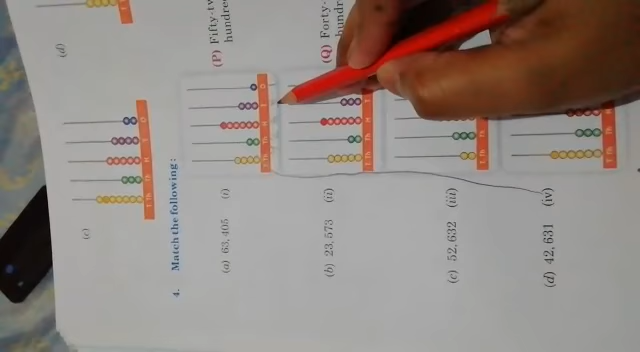 (d)
(e)
T Th Th H T O
4. Match the following:
(a) 63,405 (i)
(P) Fifty-tw
hundre
(b) 23,573 (ii)
(Q) Forty-
hundr
(c) 52,632 (iii)
(d) 42,631 (iv)